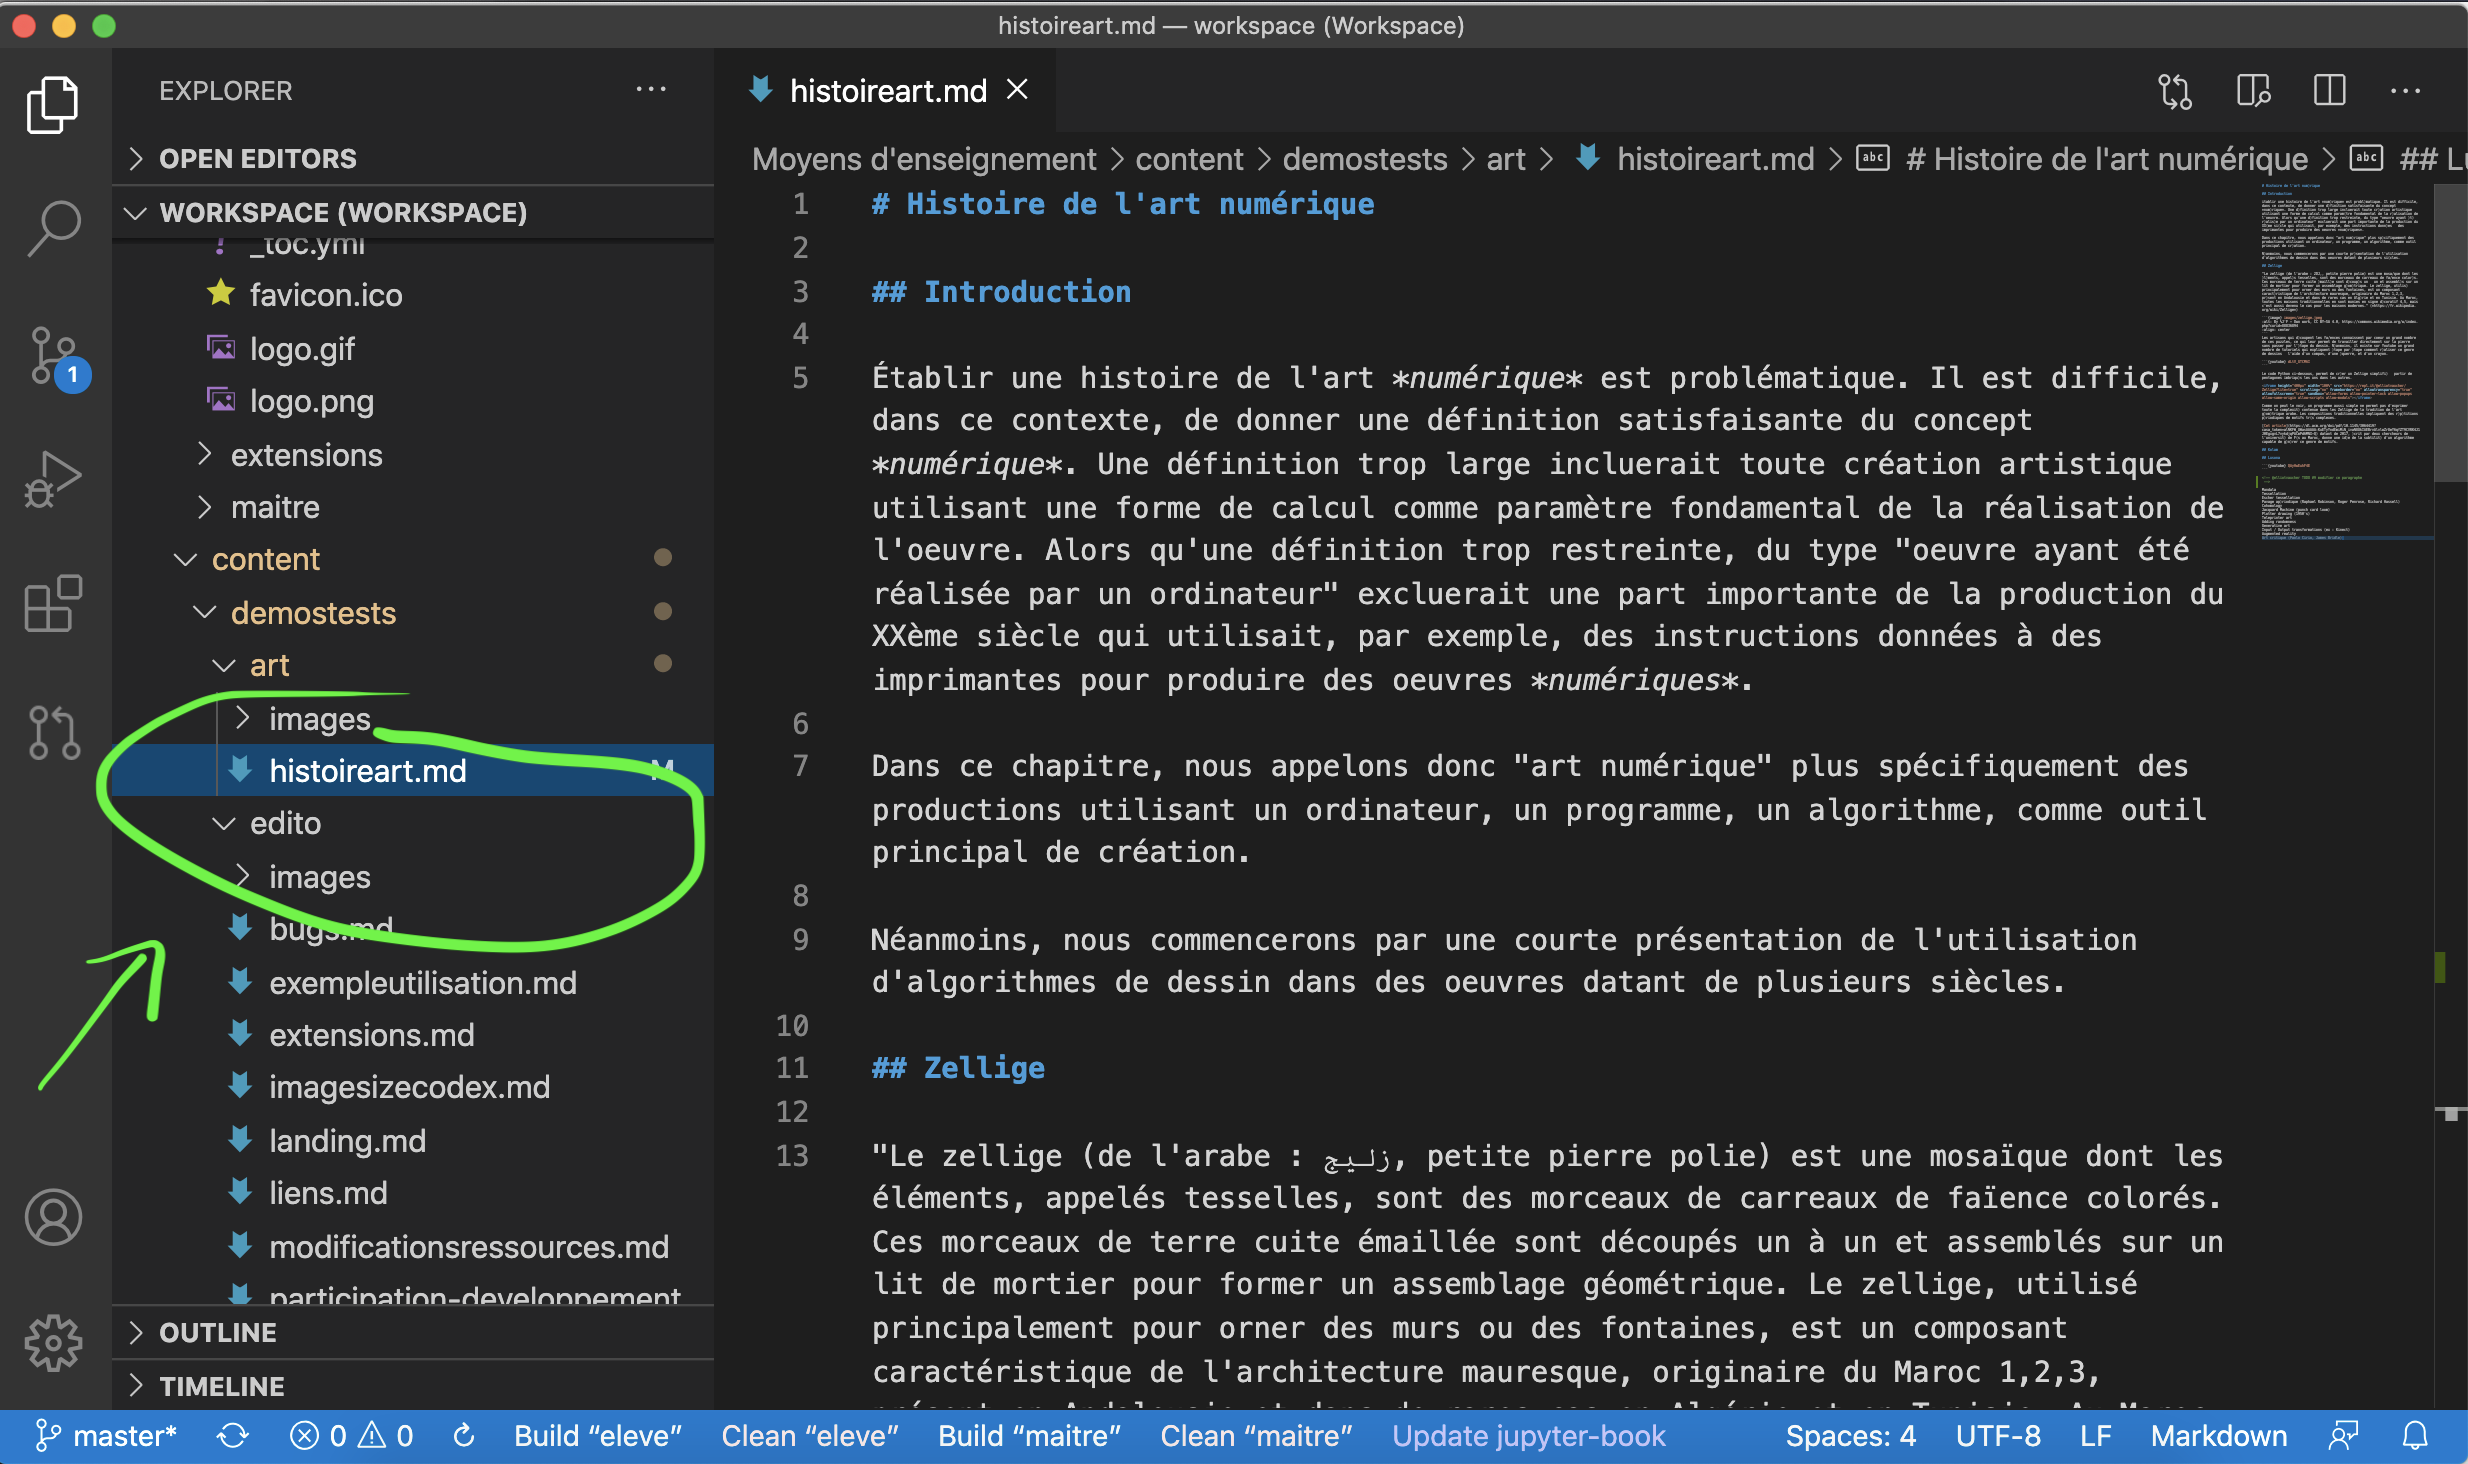 histoireart.md — workspace (Workspace)
EXPLORER
OPEN EDITORS
WORKSPACE (WORKSPACE)
_toc.yml
favicon.ico
logo.gif
logo.png
extensions
maitre
content
demostests
art
images
histoireart.md M
edito
images
bugs.md
exempleutilisation.md
extensions.md
imagesizecodex.md
landing.md
liens.md
modificationsressources.md
participation-developpement
OUTLINE
TIMELINE
1
histoireart.md
Moyens d'enseignement > content > demostests > art > histoireart.md > abc # Histoire de l'art numérique > abc ## Lu
1 # Histoire de l'art numérique
2
3 ## Introduction
4
5 Établir une histoire de l'art *numérique* est problématique. Il est difficile,
dans ce contexte, de donner une définition satisfaisante du concept
*numérique*. Une définition trop large incluerait toute création artistique
utilisant une forme de calcul comme paramètre fondamental de la réalisation de
l'oeuvre. Alors qu'une définition trop restreinte, du type "oeuvre ayant été
réalisée par un ordinateur" excluerait une part importante de la production du
XXème siècle qui utilisait, par exemple, des instructions données à des
imprimantes pour produire des oeuvres *numériques*.
6
7 Dans ce chapitre, nous appelons donc "art numérique" plus spécifiquement des
productions utilisant un ordinateur, un programme, un algorithme, comme outil
principal de création.
8
9 Néanmoins, nous commencerons par une courte présentation de l'utilisation
d'algorithmes de dessin dans des oeuvres datant de plusieurs siècles.
10
11 ## Zellige
12
13 "Le zellige (de l'arabe : زليج, petite pierre polie) est une mosaïque dont les
éléments, appelés tesselles, sont des morceaux de carreaux de faïence colorés.
Ces morceaux de terre cuite émaillée sont découpés un à un et assemblés sur un
lit de mortier pour former un assemblage géométrique. Le zellige, utilisé
principalement pour orner des murs ou des fontaines, est un composant
caractéristique de l'architecture mauresque, originaire du Maroc 1,2,3,
master* 0 0 Build “eleve” Clean “eleve” Build “maitre” Clean “maitre” Update jupyter-book Spaces: 4 UTF-8 LF Markdown